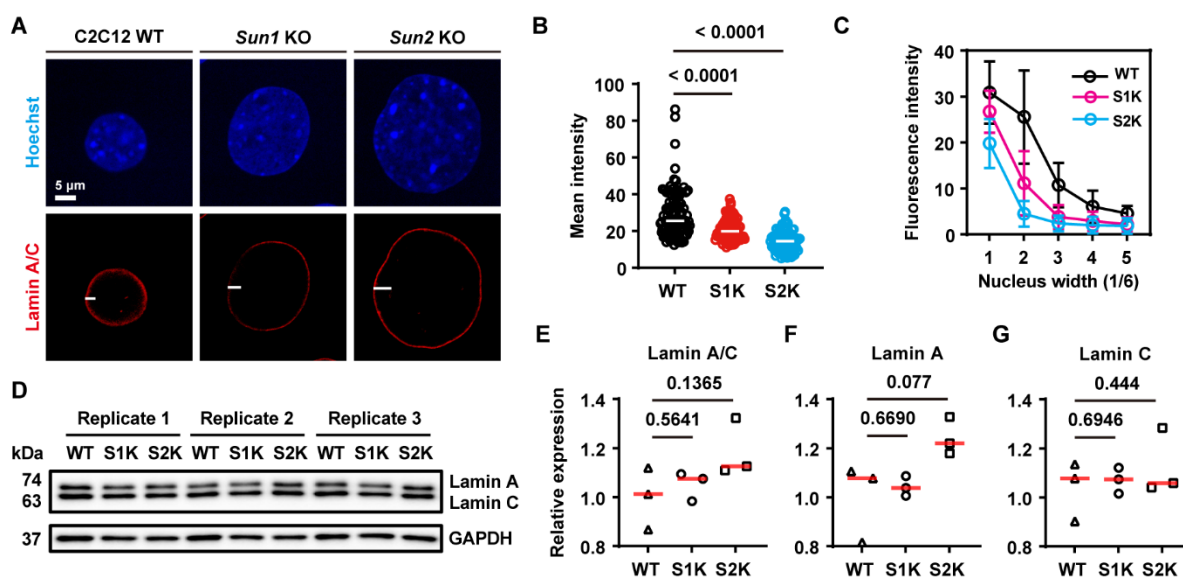 A
C2C12 WT
Sun1 KO
Sun2 KO
Hoechst
5 μm
Lamin A/C
B
< 0.0001
< 0.0001
Mean intensity
100
80
60
40
20
0
WT
S1K
S2K
C
Fluorescence intensity
40
30
20
10
0
WT
S1K
S2K
1 2 3 4 5
Nucleus width (1/6)
D
Replicate 1 Replicate 2 Replicate 3
kDa
WT S1K S2K WT S1K S2K WT S1K S2K
74
63
37
Lamin A
Lamin C
GAPDH
E
Lamin A/C
0.1365
0.5641
Relative expression
1.4
1.2
1.0
0.8
WT S1K S2K
F
Lamin A
0.077
0.6690
1.4
1.2
1.0
0.8
WT S1K S2K
G
Lamin C
0.444
0.6946
1.4
1.2
1.0
0.8
WT S1K S2K